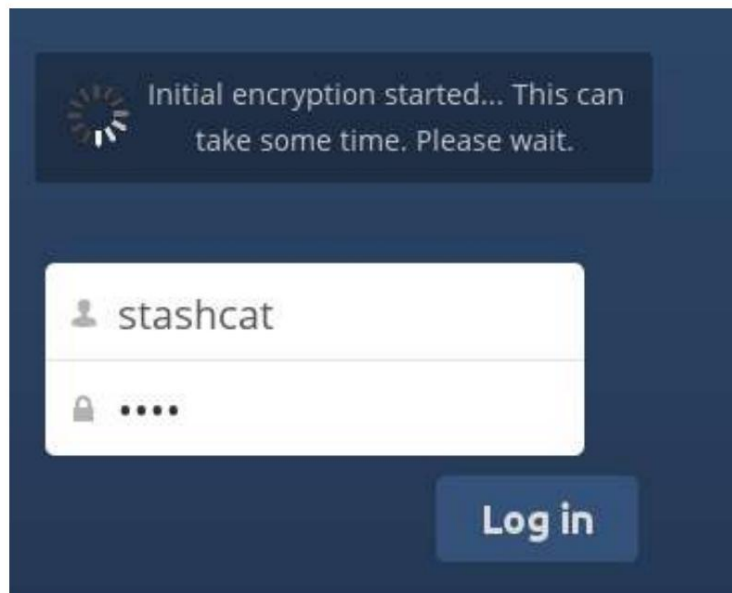 Initial encryption started... This can
take some time. Please wait.
stashcat
••••
Log in